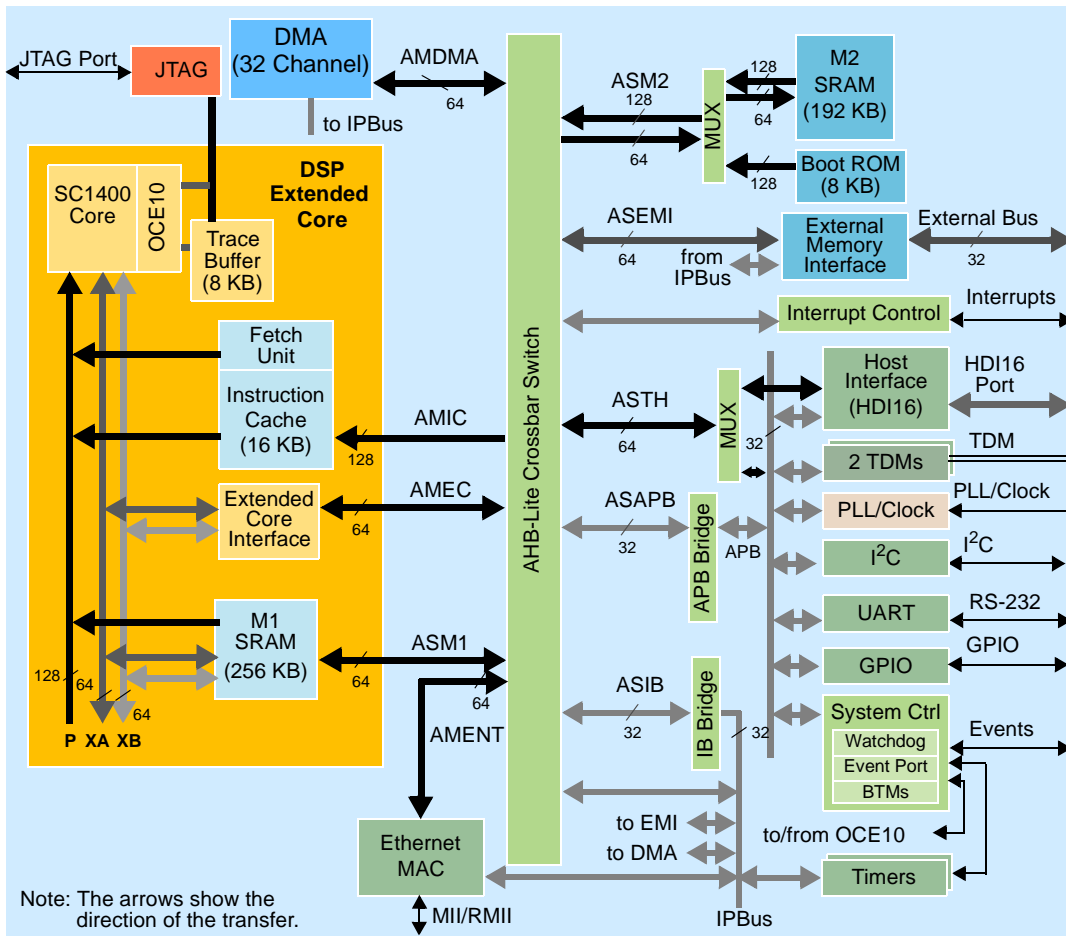 JTAG Port
JTAG
DMA
(32 Channel)
AMDMA
64
to IPBus
ASM2
128
64
MUX
128
64
M2
SRAM
(192 KB)
128
Boot ROM
(8 KB)
DSP
Extended
Core
SC1400
Core
OCE10
Trace
Buffer
(8 KB)
ASEMI
64
from
IPBus
External
Memory
Interface
External Bus
32
Interrupt Control
Interrupts
Fetch
Unit
Instruction
Cache
(16 KB)
AMIC
128
AHB-Lite Crossbar Switch
ASTH
64
MUX
32
Host
Interface
(HDI16)
HDI16
Port
2 TDMs
TDM
Extended
Core
Interface
AMEC
64
ASAPB
32
APB Bridge
APB
PLL/Clock
PLL/Clock
I²C
I²C
UART
RS-232
GPIO
GPIO
M1
SRAM
(256 KB)
ASM1
64
128
64
64
P XA XB
64
AMENT
ASIB
32
IB Bridge
32
System Ctrl
Watchdog
Event Port
BTMs
Events
to EMI
to DMA
to/from OCE10
Ethernet
MAC
Timers
IPBus
MII/RMII
Note: The arrows show the
direction of the transfer.